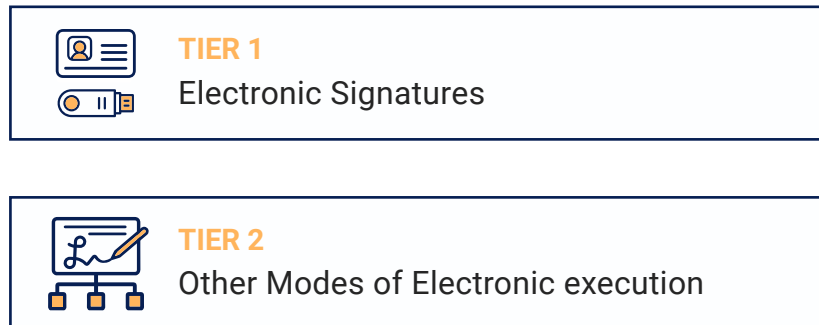 TIER 1
Electronic Signatures
TIER 2
Other Modes of Electronic execution